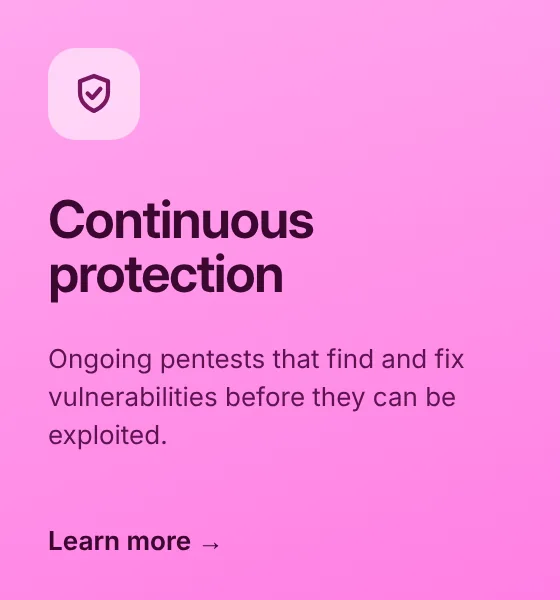 Continuous
protection
Ongoing pentests that find and fix
vulnerabilities before they can be
exploited.
Learn more →